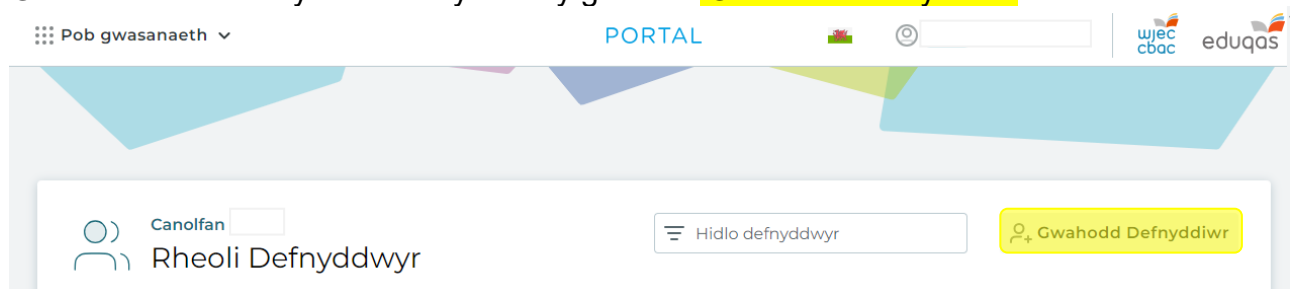 Pob gwasanaeth
PORTAL
wjec
cbac
eduqas
Canolfan
Hidlo defnyddwyr
Gwahodd Defnyddiwr
Rheoli Defnyddwyr